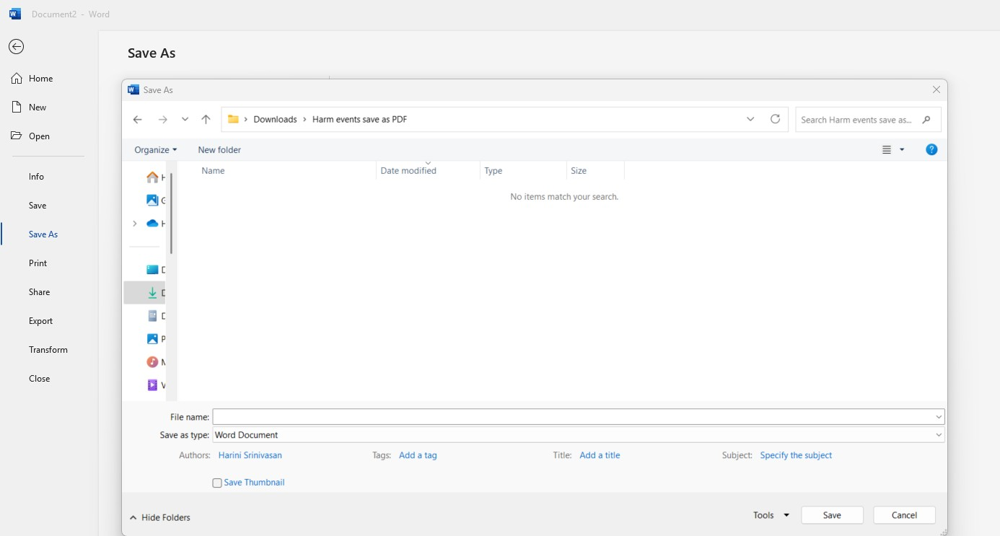 Document2 - Word
Save As
Home
New
Open
Info
Save
Save As
Print
Share
Export
Transform
Close
Save As
Downloads > Harm events save as PDF
Search Harm events save as...
Organize
New folder
Name
Date modified
Type
Size
No items match your search.
File name:
Save as type: Word Document
Authors: Harini Srinivasan
Tags: Add a tag
Title: Add a title
Subject: Specify the subject
Save Thumbnail
Hide Folders
Tools
Save
Cancel